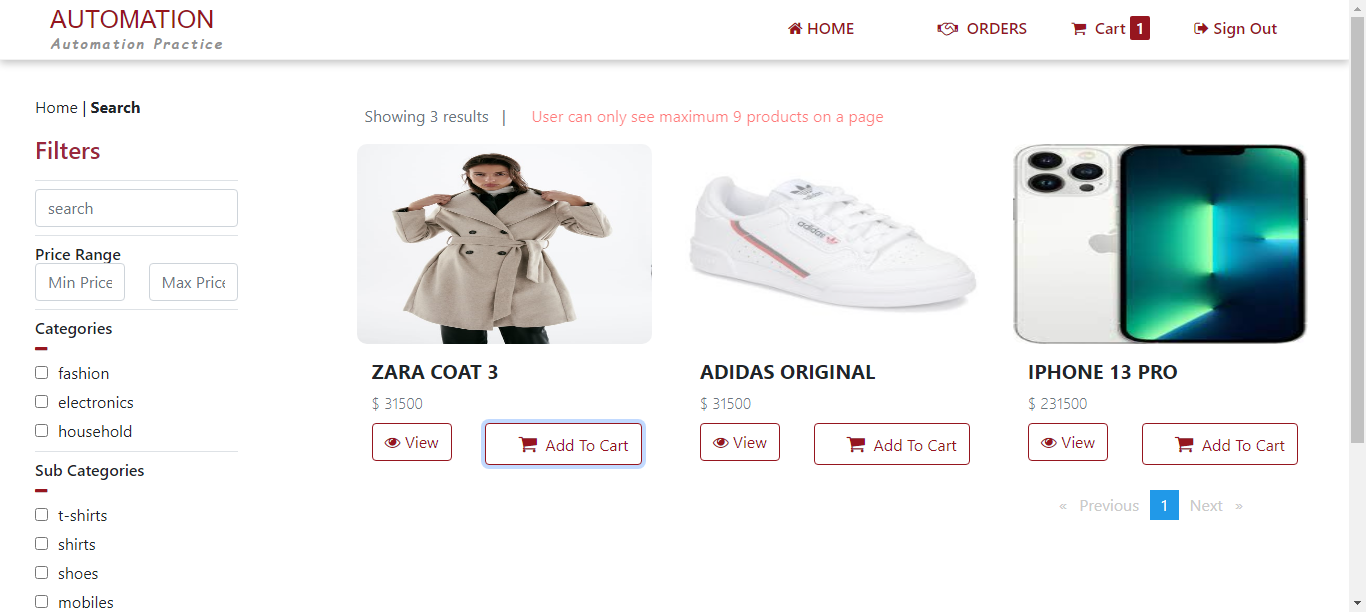 AUTOMATION
Automation Practice
HOME
ORDERS
Cart 1
Sign Out
Home | Search
Showing 3 results | User can only see maximum 9 products on a page
Filters
search
Price Range
Min Price
Max Price
Categories
fashion
electronics
household
Sub Categories
t-shirts
shirts
shoes
mobiles
adidas
ZARA COAT 3
$ 31500
View
Add To Cart
ADIDAS ORIGINAL
$ 31500
View
Add To Cart
IPHONE 13 PRO
$ 231500
View
Add To Cart
« Previous 1 Next »